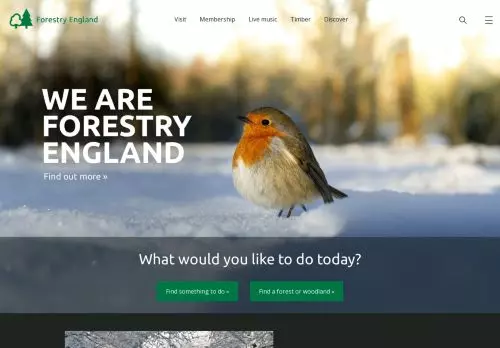 Forestry England
Visit Membership Live music Timber Discover
WE ARE
FORESTRY
ENGLAND
Find out more »
What would you like to do today?
Find something to do »
Find a forest or woodland »